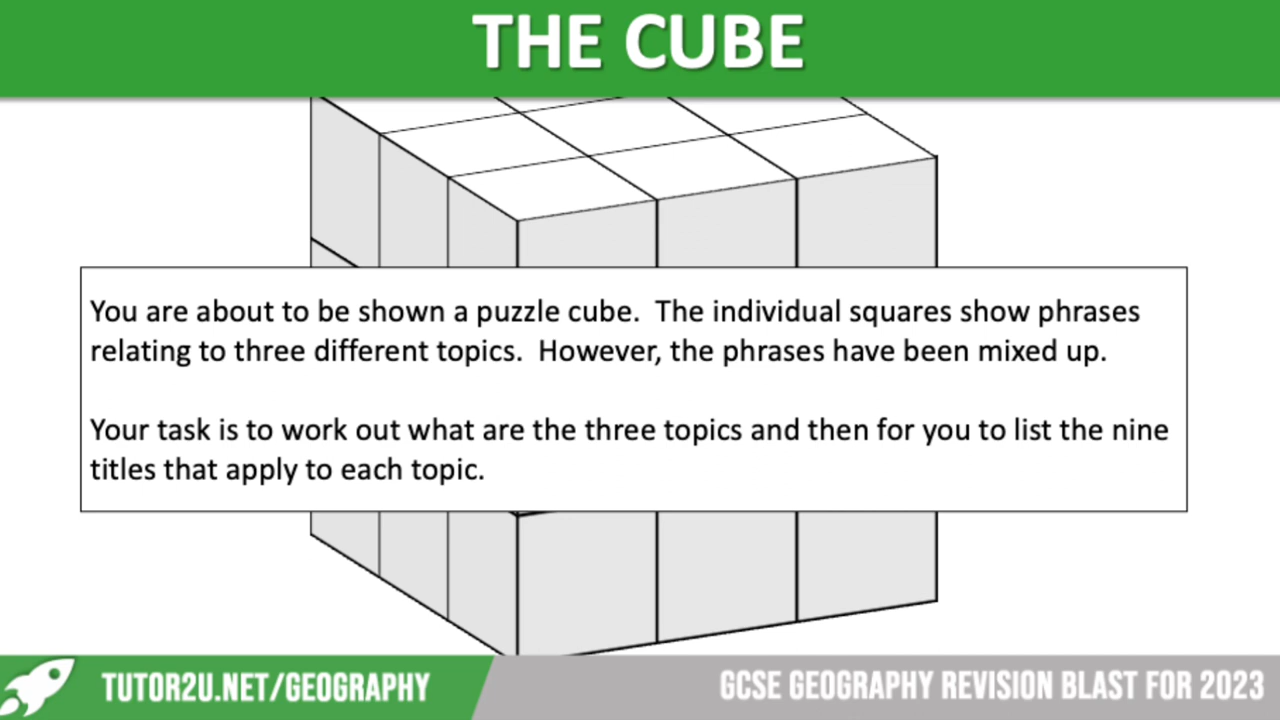 THE CUBE
You are about to be shown a puzzle cube.  The individual squares show phrases
relating to three different topics.  However, the phrases have been mixed up.
Your task is to work out what are the three topics and then for you to list the nine
titles that apply to each topic.
TUTOR2U.NET/GEOGRAPHY
GCSE GEOGRAPHY REVISION BLAST FOR 2023